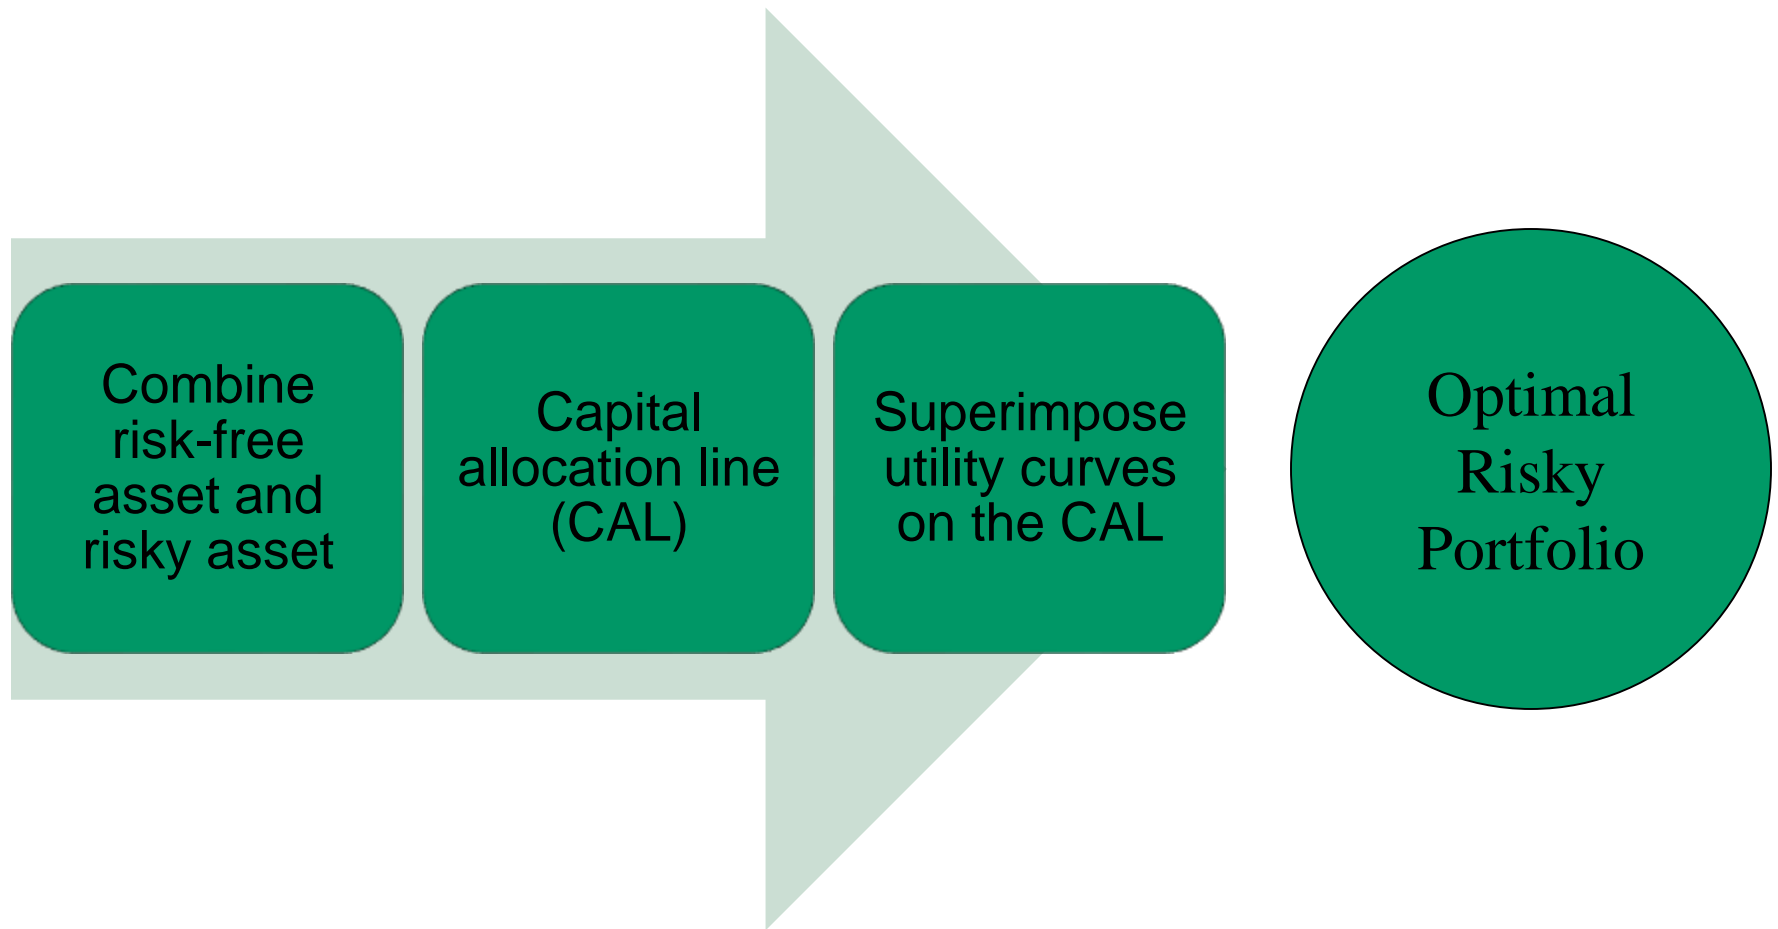 Combine
risk-free
asset and
risky asset
Capital
allocation line
(CAL)
Superimpose
utility curves
on the CAL
Optimal
Risky
Portfolio